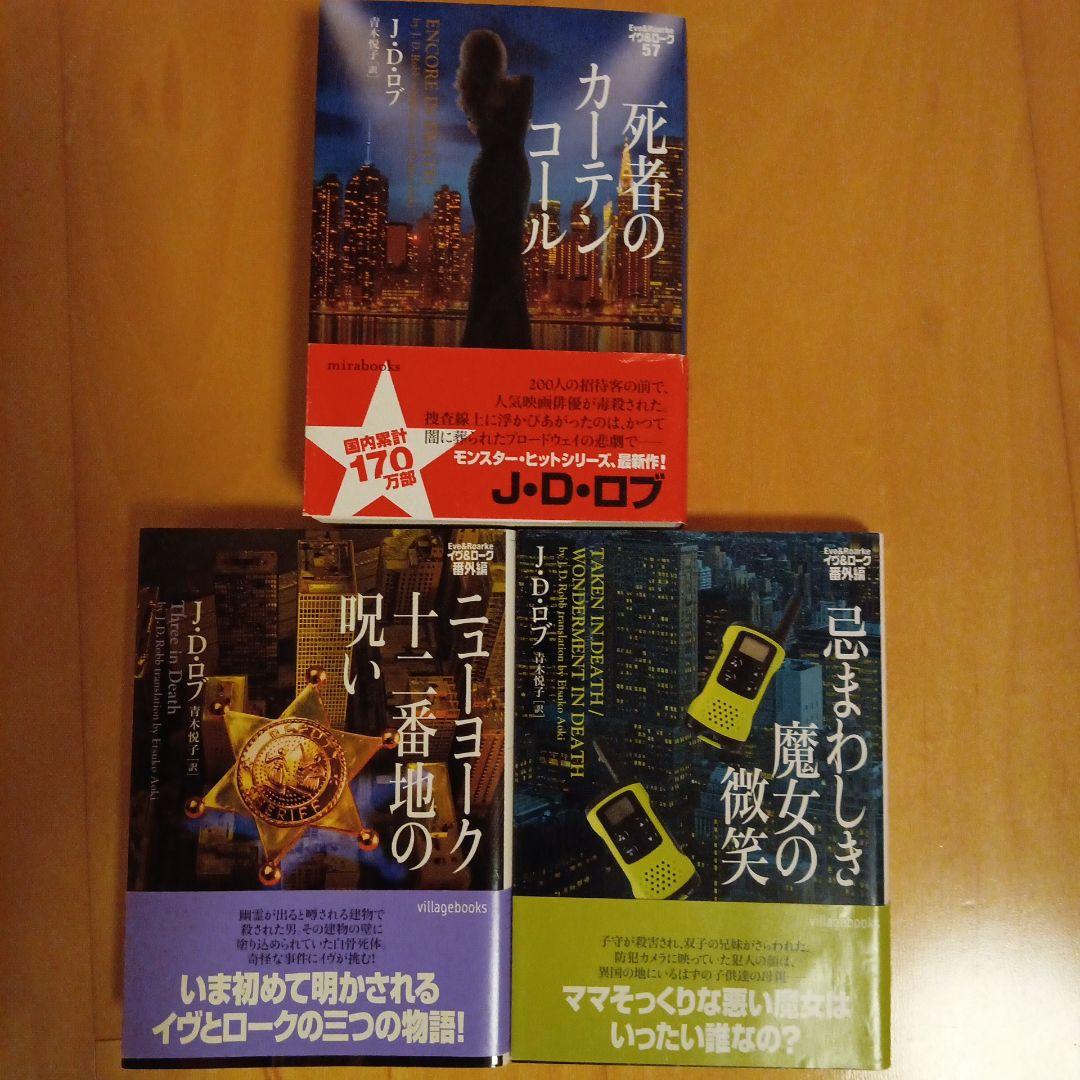 Eve&Roarke
イヴ&ローク
57
死者の
カーテン
コール
ENCORE IN DEATH
by J. D. Robb
J・D・ロブ
青木悦子[訳]
mirabooks
国内累計
170
万部
200人の招待客の前で、
人気映画俳優が毒殺された。
捜査線上に浮かびあがったのは、かつて
闇に葬られたブロードウェイの悲劇で──
モンスター・ヒットシリーズ、最新作!
J・D・ロブ
Eve&Roarke
イヴ&ローク
番外編
ニューヨーク
十二番地の
呪い
J・D・ロブ
青木悦子[訳]
Three in Death
by J. D. Robb translation by Etsuko Aoki
SHERIFF
villagebooks
幽霊が出ると噂される建物で
殺された男。その建物の壁に
塗り込められていた白骨死体。
奇怪な事件にイヴが挑む!
いま初めて明かされる
イヴとロークの三つの物語!
Eve&Roarke
イヴ&ローク
番外編
忌まわしき
魔女の
微笑
TAKEN IN DEATH /
WONDERMENT IN DEATH
by J. D. Robb translation by Etsuko Aoki
J・D・ロブ
青木悦子[訳]
villagebooks
子守が殺害され、双子の兄妹がさらわれた。
防犯カメラに映っていた犯人の顔は、
異国の地にいるはずの子供達の母親──
ママそっくりな悪い魔女は
いったい誰なの?